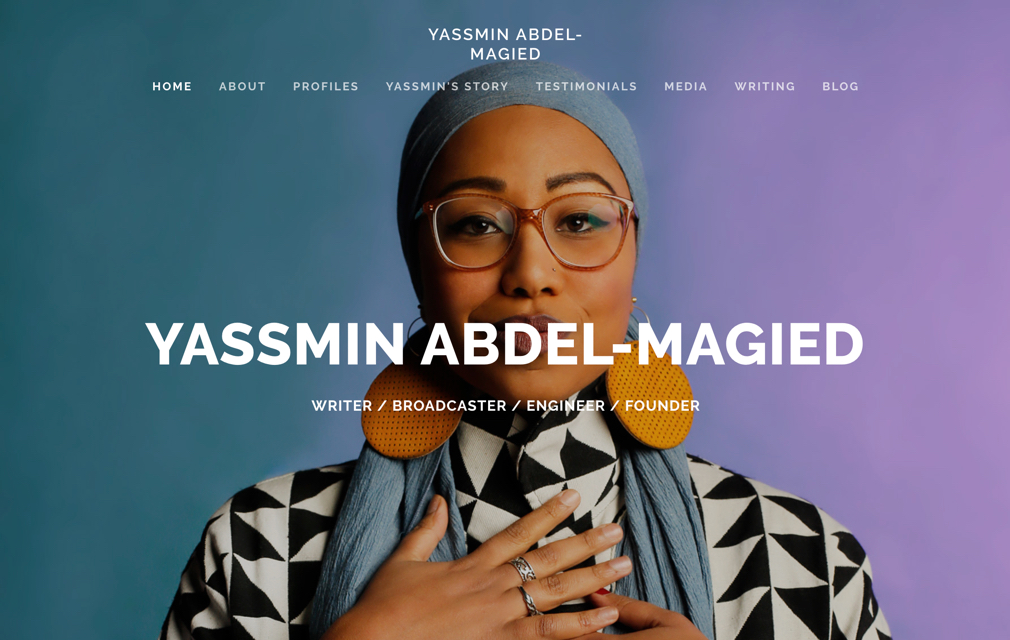 YASSMIN ABDEL-
MAGIED
HOME ABOUT PROFILES YASSMIN'S STORY TESTIMONIALS MEDIA WRITING BLOG
YASSMIN ABDEL-MAGIED
WRITER / BROADCASTER / ENGINEER / FOUNDER